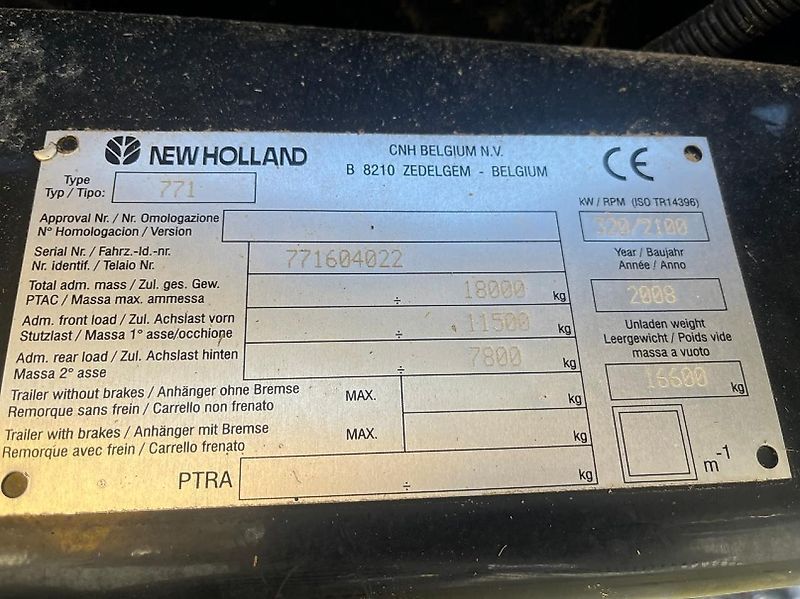 NEW HOLLAND
CNH BELGIUM N.V.
B 8210 ZEDELGEM - BELGIUM
CE
Type
Typ / Tipo:
771
kW / RPM (ISO TR14396)
320/2100
Approval Nr. / Nr. Omologazione
N° Homologacion / Version
Serial Nr. / Fahrz.-Id.-nr.
Nr. identif. / Telaio Nr.
771604022
Year / Baujahr
Année / Anno
2008
Total adm. mass / Zul. ges. Gew.
PTAC / Massa max. ammessa
÷ 18000 kg
Adm. front load / Zul. Achslast vorn
Stutzlast / Massa 1° asse/occhione
÷ 11500 kg
Unladen weight
Leergewicht / Poids vide
massa a vuoto
16600 kg
Adm. rear load / Zul. Achslast hinten
Massa 2° asse
÷ 7800 kg
Trailer without brakes / Anhänger ohne Bremse
Remorque sans frein / Carrello non frenato
MAX. kg
Trailer with brakes / Anhänger mit Bremse
Remorque avec frein / Carrello frenato
MAX. kg
m-1
PTRA ÷ kg